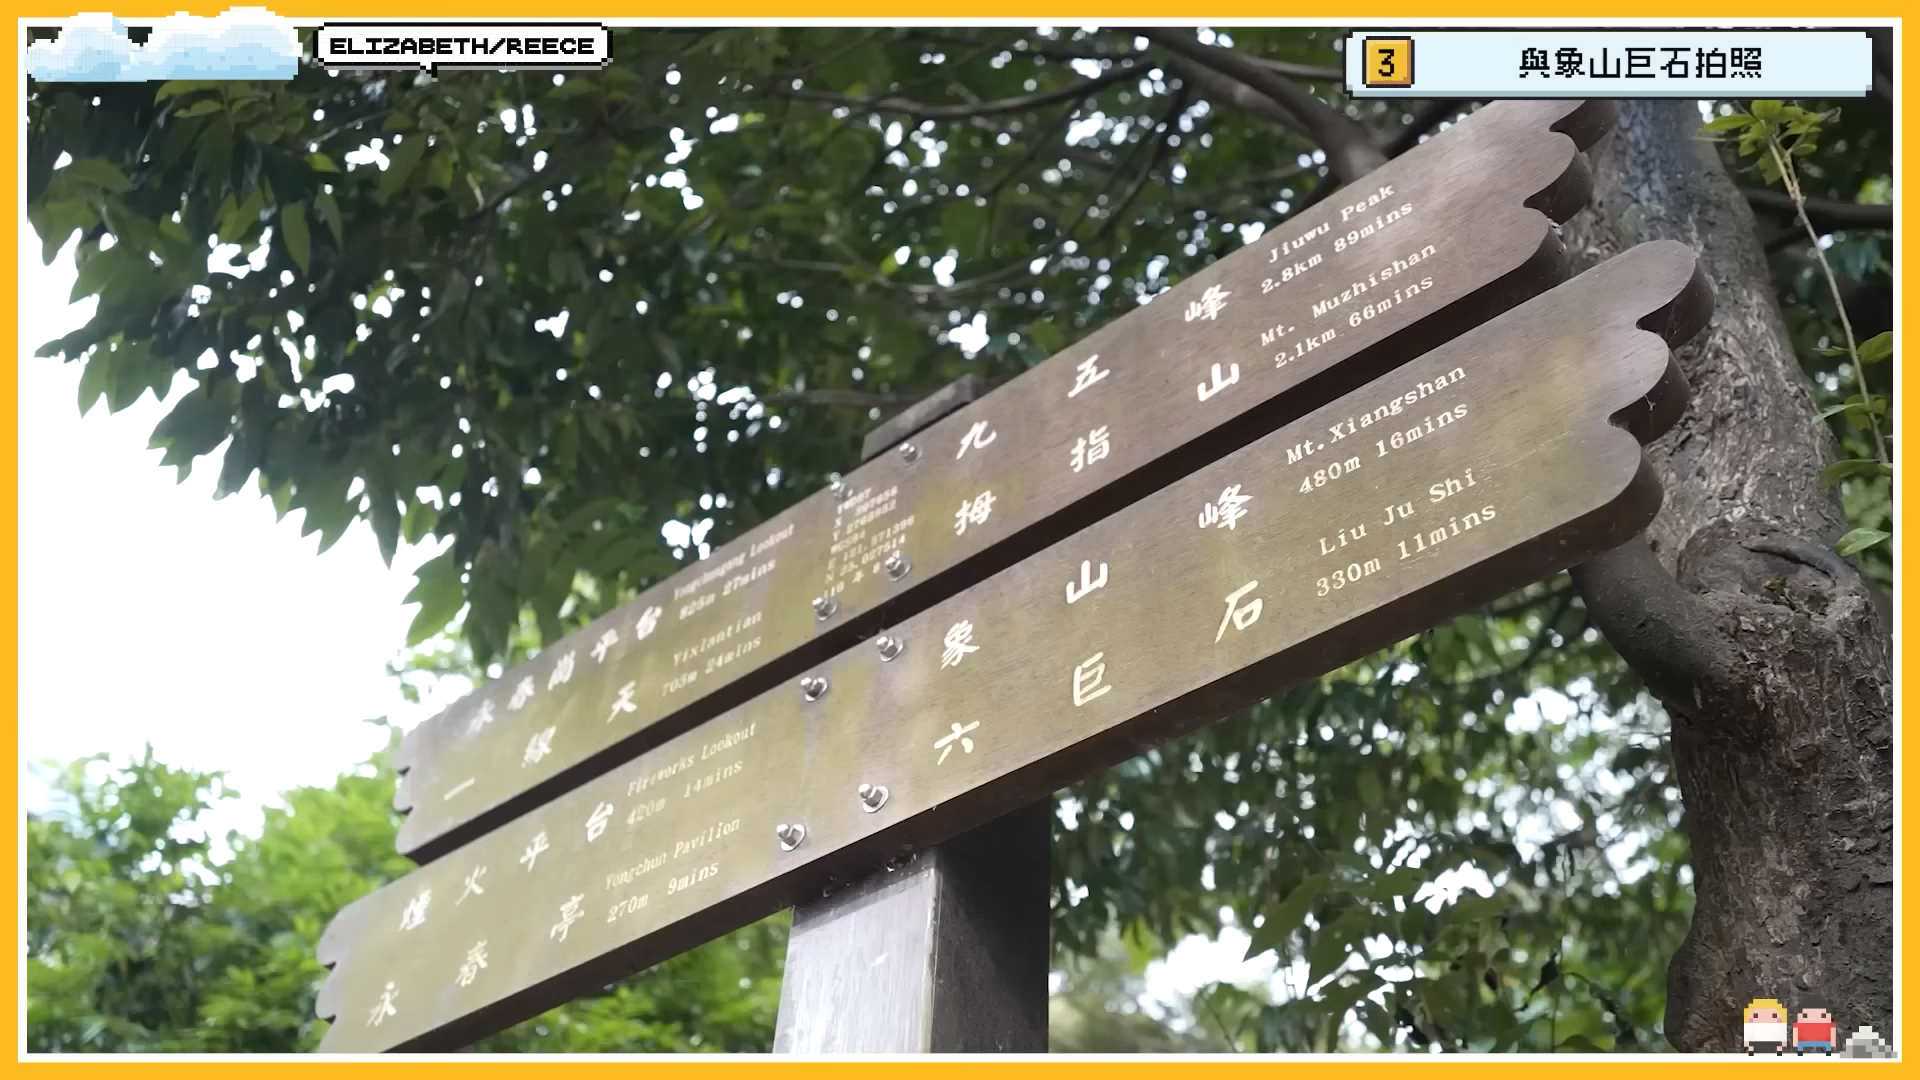 ELIZABETH/REECE
3 與象山巨石拍照
九五峰
Jiuwu Peak
2.8km 89mins
拇指山
Mt. Muzhishan
2.1km 66mins
永春崗平台
Yongchungang Lookout
825m 27mins
一線天
Yixiantian
705m 24mins
象山峰
Mt.Xiangshan
480m 16mins
六巨石
Liu Ju Shi
330m 11mins
煙火平台
Fireworks Lookout
420m 14mins
永春亭
Yongchun Pavilion
270m 9mins